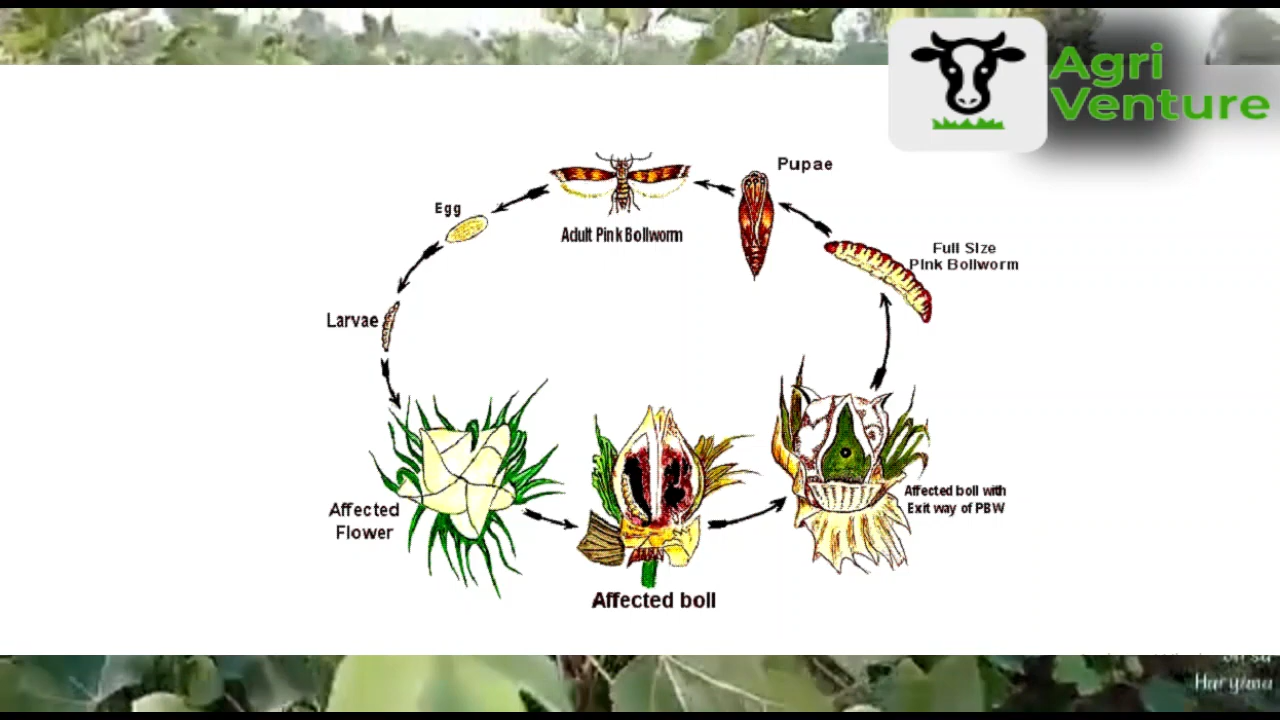 Agri
Venture
Pupae
Egg
Adult Pink Bollworm
Full Size
Pink Bollworm
Larvae
Affected
Flower
Affected boll with
Exit way of PBW
Affected boll
Haryana